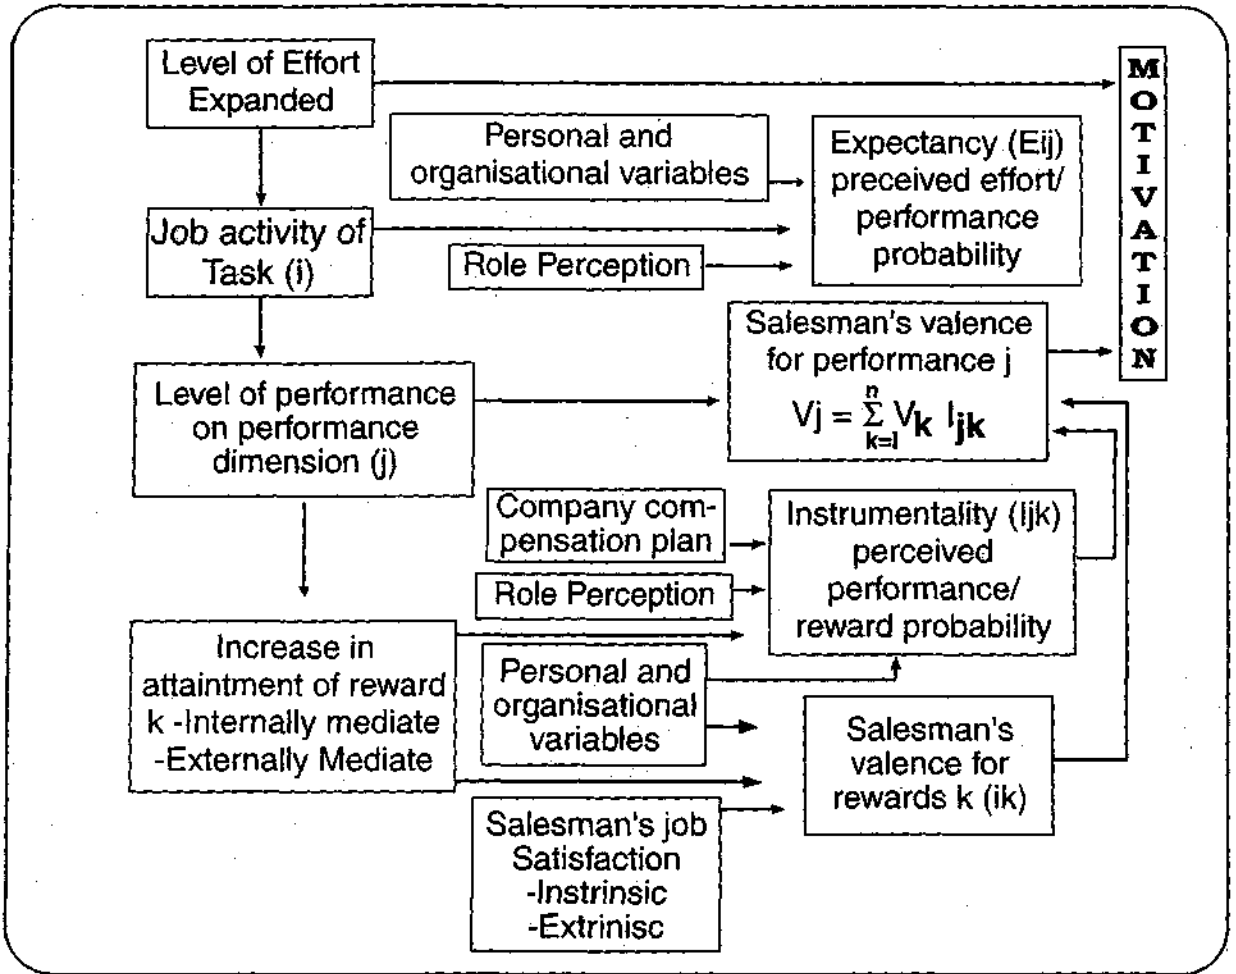 Level of Effort
Expanded
Personal and
organisational variables
Expectancy (Eij)
preceived effort/
performance
probability
MOTIVATION
Job activity of
Task (i)
Role Perception
Salesman's valence
for performance j
Vj = n Σ k=l Vk Ijk
Level of performance
on performance
dimension (j)
Company com-
pensation plan
Role Perception
Instrumentality (Ijk)
perceived
performance/
reward probability
Increase in
attaintment of reward
k -Internally mediate
-Externally Mediate
Personal and
organisational
variables
Salesman's
valence for
rewards k (ik)
Salesman's job
Satisfaction
-Instrinsic
-Extrinisc